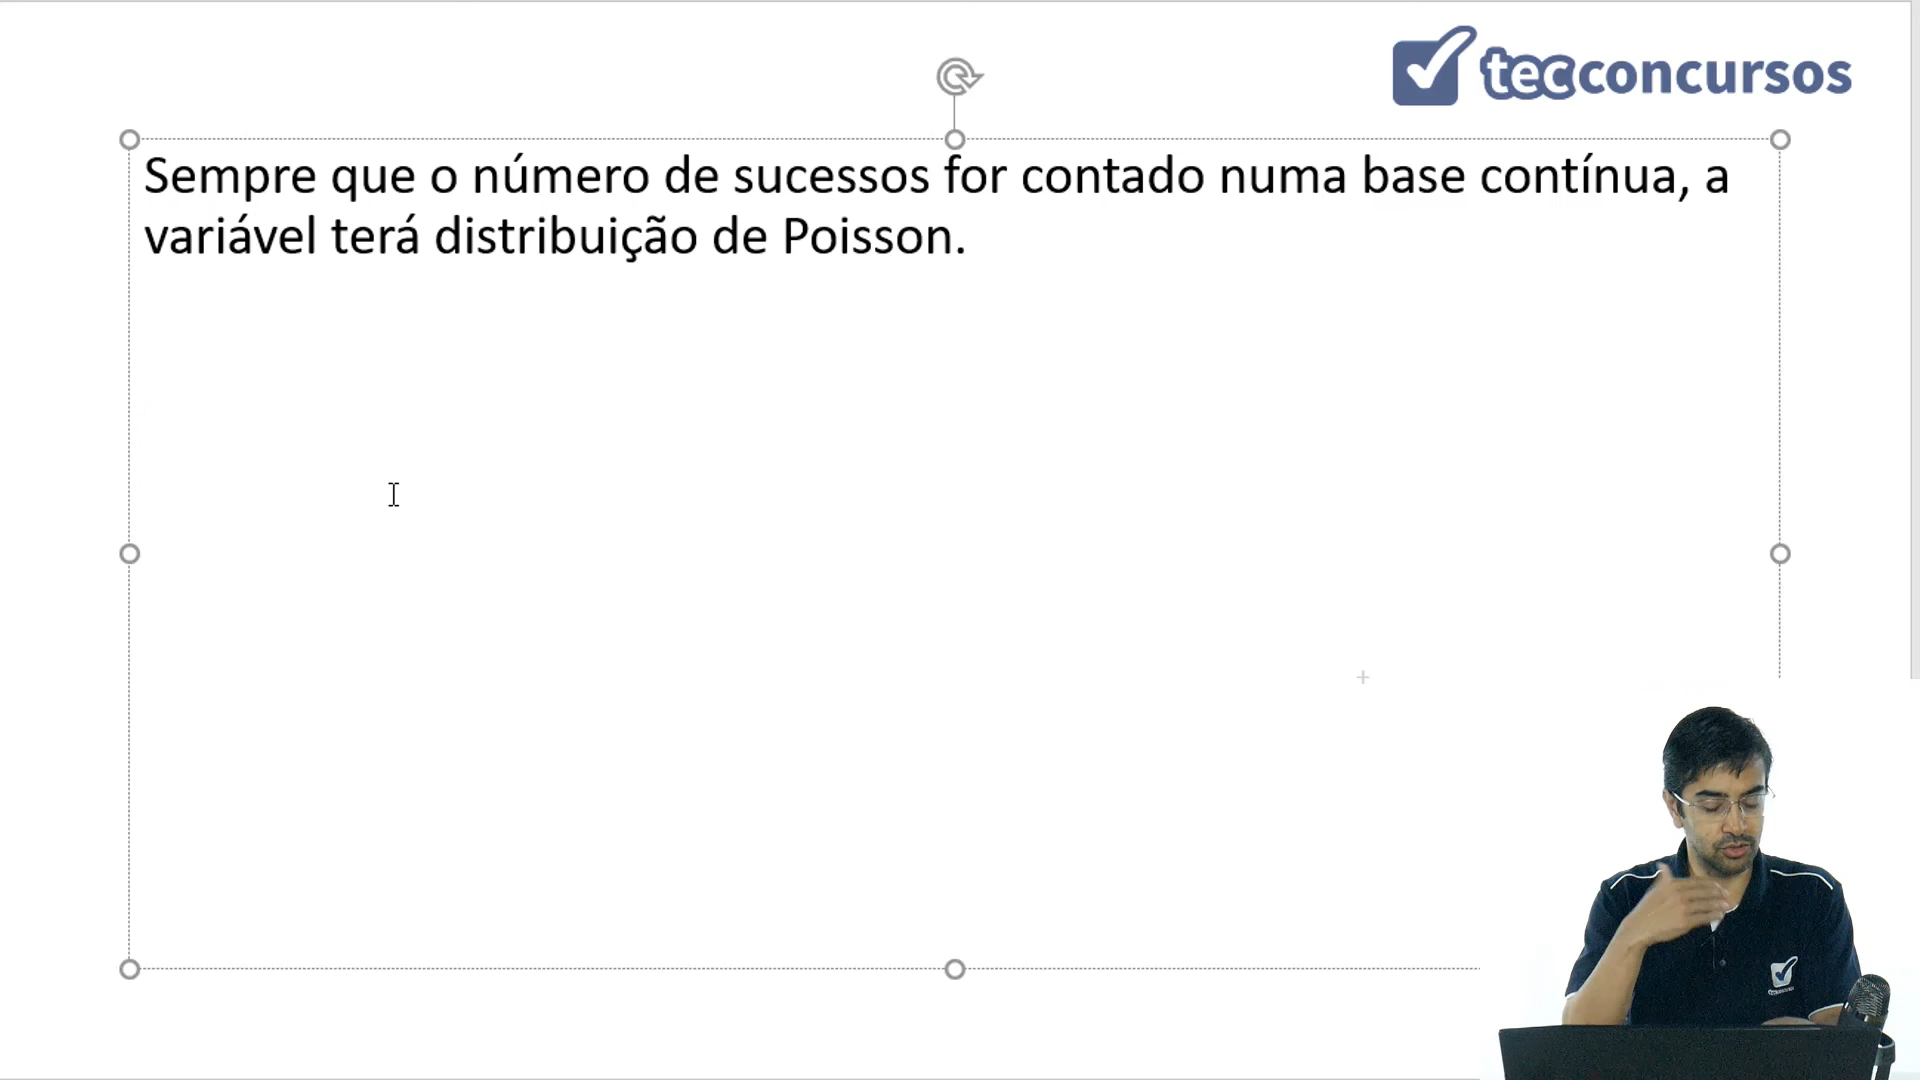 tecconcursos
Sempre que o número de sucessos for contado numa base contínua, a
variável terá distribuição de Poisson.